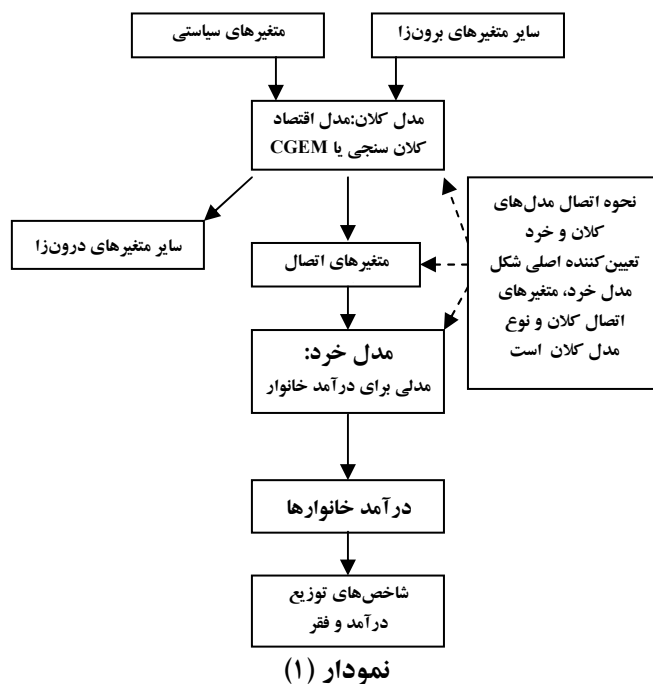 سایر متغیرهای برون‌زا
متغیرهای سیاستی
مدل کلان:مدل اقتصاد
کلان سنجی یا CGEM
نحوه اتصال مدل‌های
کلان و خرد
تعیین‌کننده اصلی شکل
مدل خرد، متغیرهای
اتصال کلان و نوع
مدل کلان است
سایر متغیرهای درون‌زا
متغیرهای اتصال
مدل خرد:
مدلی برای درآمد خانوار
درآمد خانوارها
شاخص‌های توزیع
درآمد و فقر
نمودار (۱)